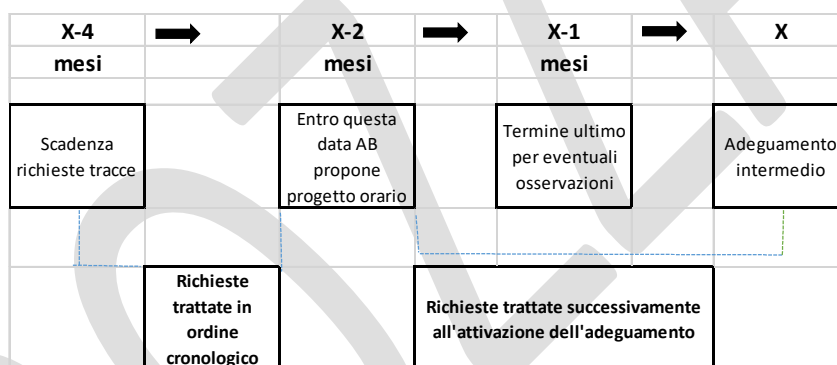 X-4 X-2 X-1 X
mesi mesi mesi
Scadenza
richieste tracce
Entro questa
data AB
propone
progetto orario
Termine ultimo
per eventuali
osservazioni
Adeguamento
intermedio
Richieste
trattate in
ordine
cronologico
Richieste trattate successivamente
all'attivazione dell'adeguamento